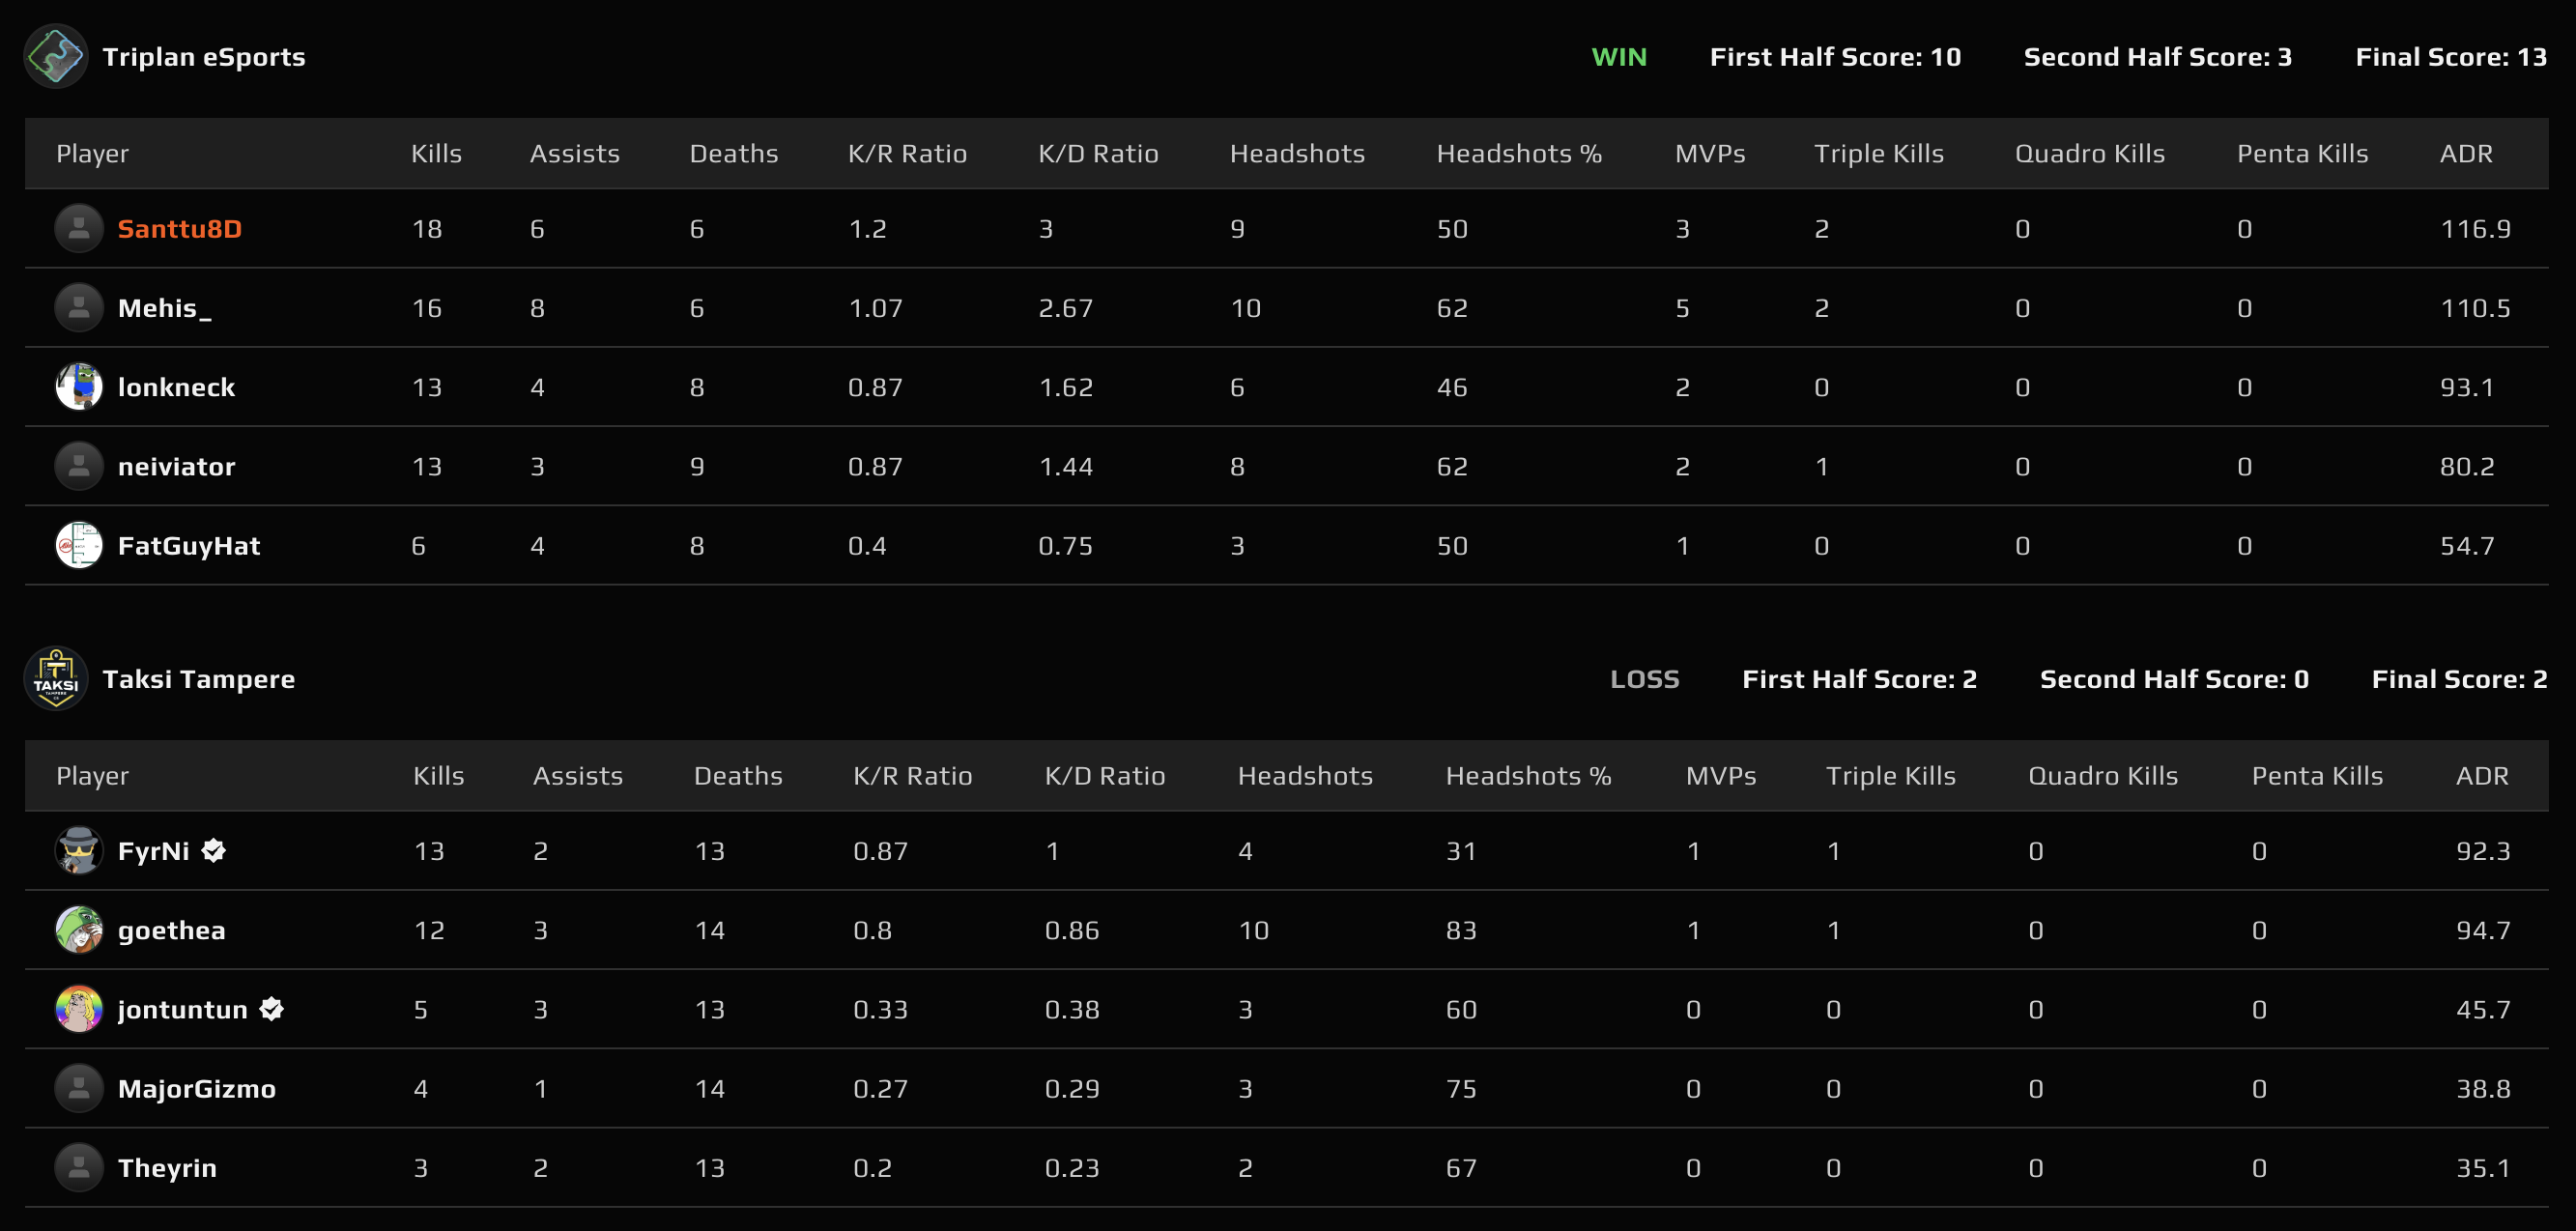 Triplan eSports WIN First Half Score: 10 Second Half Score: 3 Final Score: 13
Player Kills Assists Deaths K/R Ratio K/D Ratio Headshots Headshots % MVPs Triple Kills Quadro Kills Penta Kills ADR
Santtu8D 18 6 6 1.2 3 9 50 3 2 0 0 116.9
Mehis_ 16 8 6 1.07 2.67 10 62 5 2 0 0 110.5
lonkneck 13 4 8 0.87 1.62 6 46 2 0 0 0 93.1
neiviator 13 3 9 0.87 1.44 8 62 2 1 0 0 80.2
FatGuyHat 6 4 8 0.4 0.75 3 50 1 0 0 0 54.7
TAKSI
TAMPERE
Taksi Tampere LOSS First Half Score: 2 Second Half Score: 0 Final Score: 2
Player Kills Assists Deaths K/R Ratio K/D Ratio Headshots Headshots % MVPs Triple Kills Quadro Kills Penta Kills ADR
FyrNi 13 2 13 0.87 1 4 31 1 1 0 0 92.3
goethea 12 3 14 0.8 0.86 10 83 1 1 0 0 94.7
jontuntun 5 3 13 0.33 0.38 3 60 0 0 0 0 45.7
MajorGizmo 4 1 14 0.27 0.29 3 75 0 0 0 0 38.8
Theyrin 3 2 13 0.2 0.23 2 67 0 0 0 0 35.1